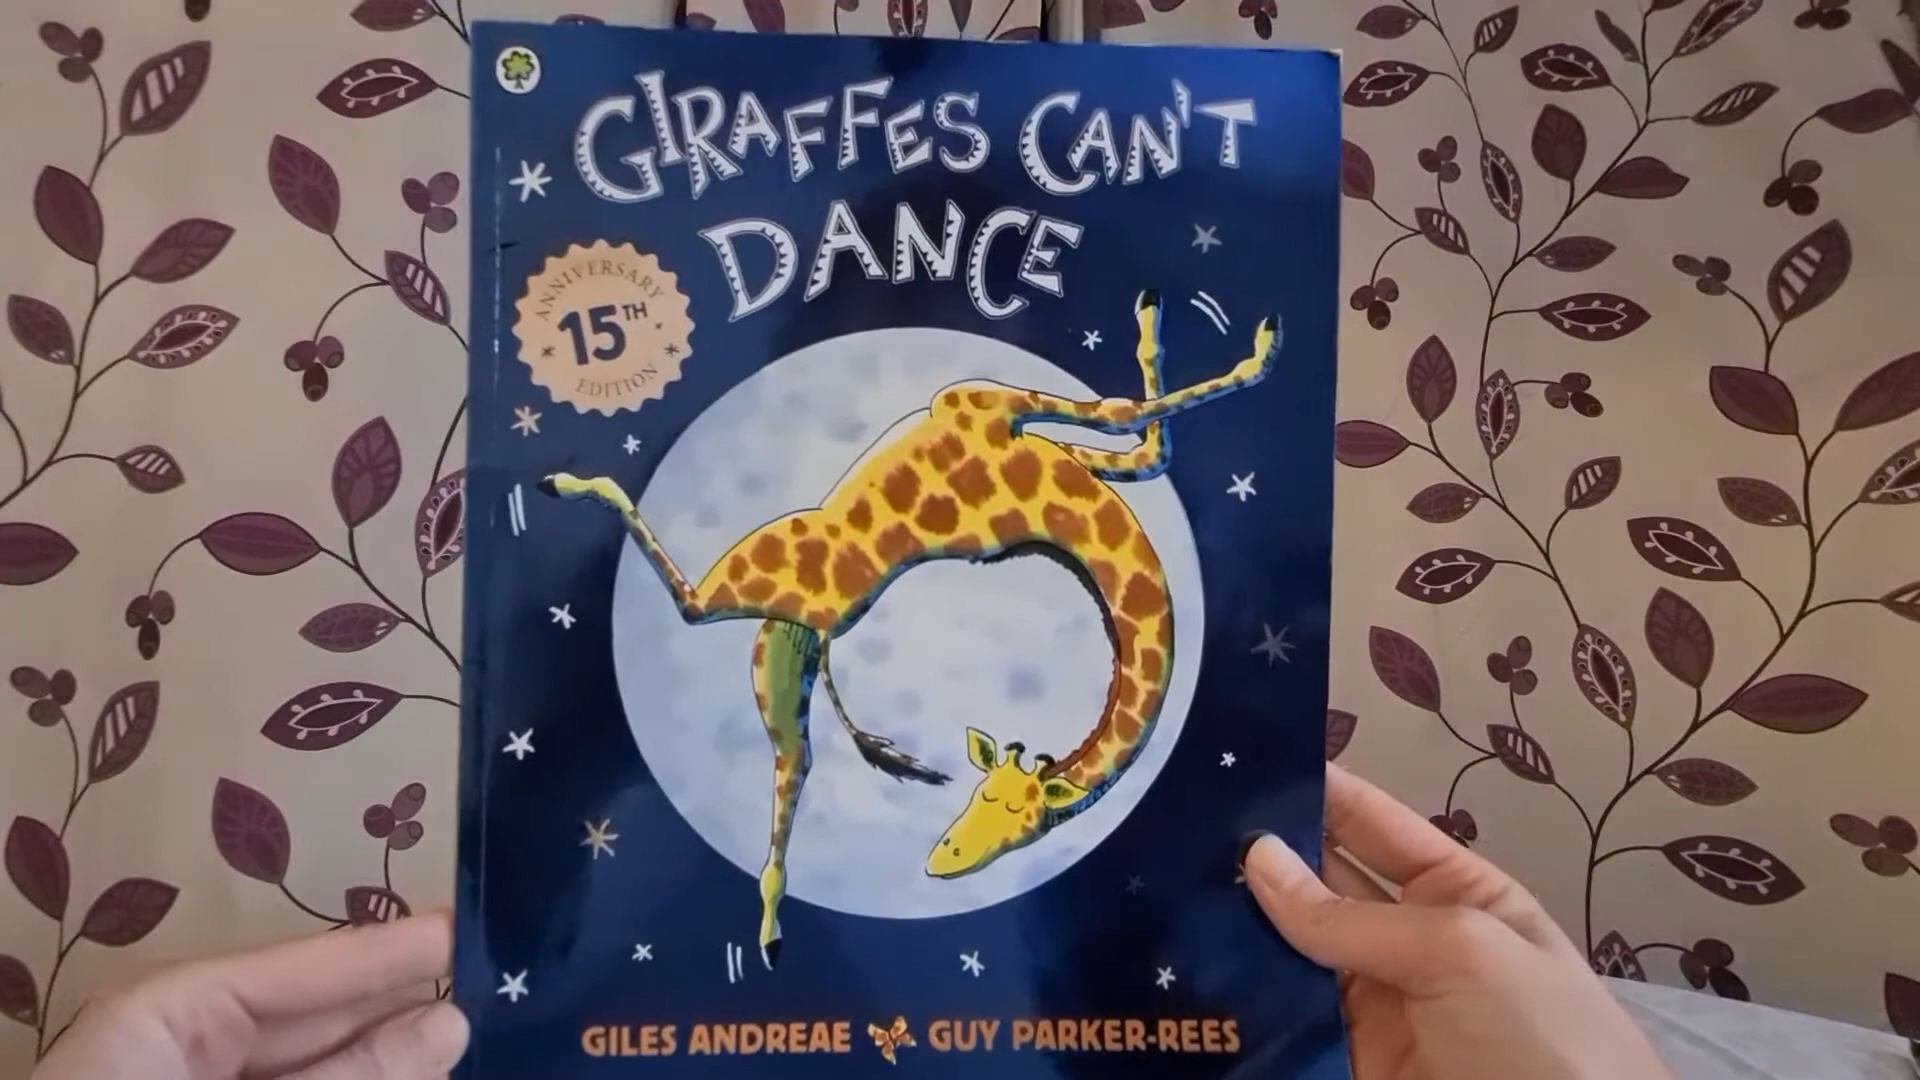 GIRAFFES CAN'T
DANCE
ANNIVERSARY
15TH
EDITION
GILES ANDREAE GUY PARKER-REES